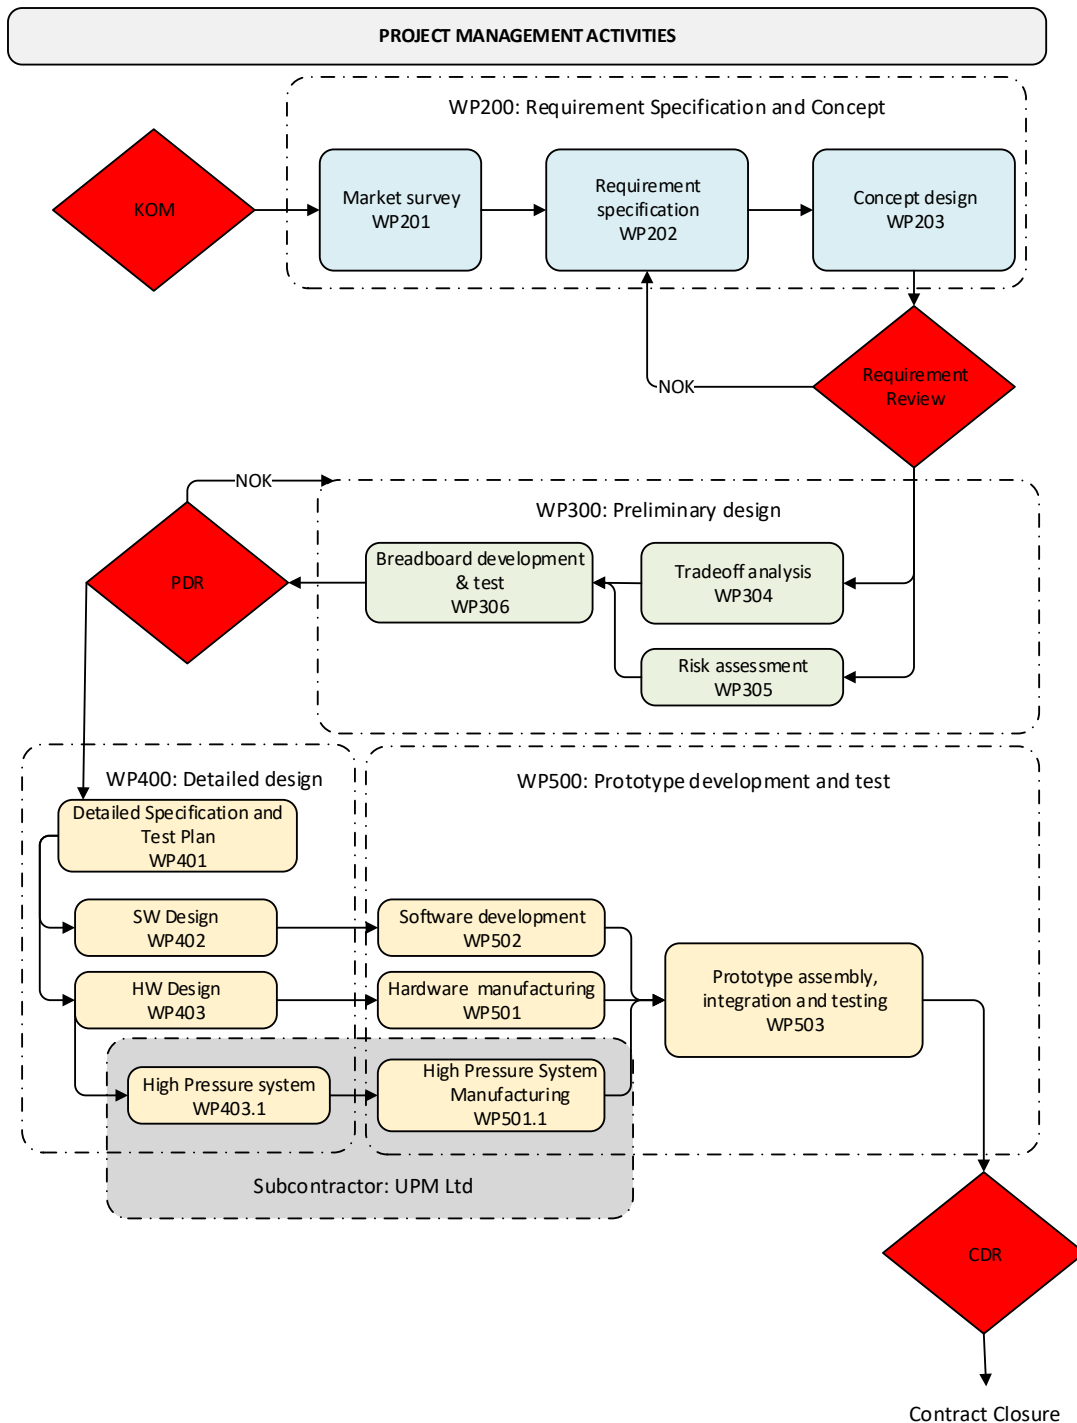 PROJECT MANAGEMENT ACTIVITIES
WP200: Requirement Specification and Concept
KOM
Market survey
WP201
Requirement
specification
WP202
Concept design
WP203
Requirement
Review
NOK
NOK
WP300: Preliminary design
PDR
Breadboard development
& test
WP306
Tradeoff analysis
WP304
Risk assessment
WP305
WP400: Detailed design
WP500: Prototype development and test
Detailed Specification and
Test Plan
WP401
SW Design
WP402
Software development
WP502
HW Design
WP403
Hardware manufacturing
WP501
Prototype assembly,
integration and testing
WP503
High Pressure system
WP403.1
High Pressure System
Manufacturing
WP501.1
Subcontractor: UPM Ltd
CDR
Contract Closure